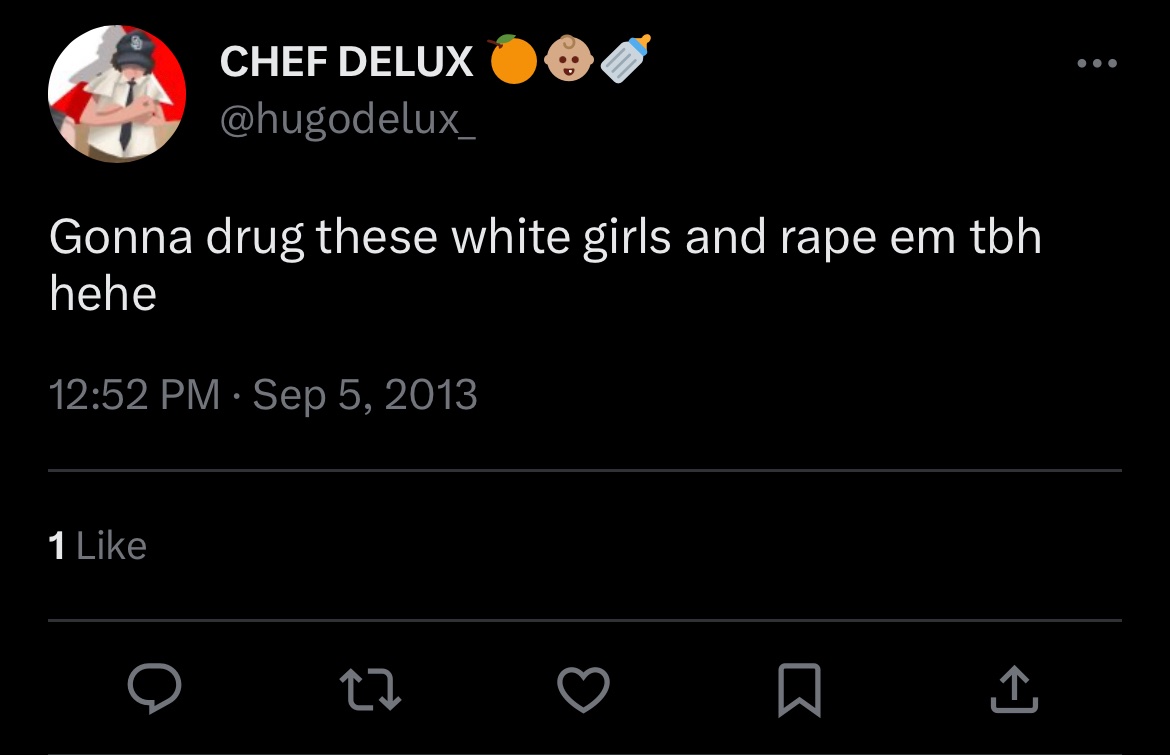 CHEF DELUX 🍊👶🏽🍼
@hugodelux_
Gonna drug these white girls and rape em tbh
hehe
12:52 PM · Sep 5, 2013
1 Like